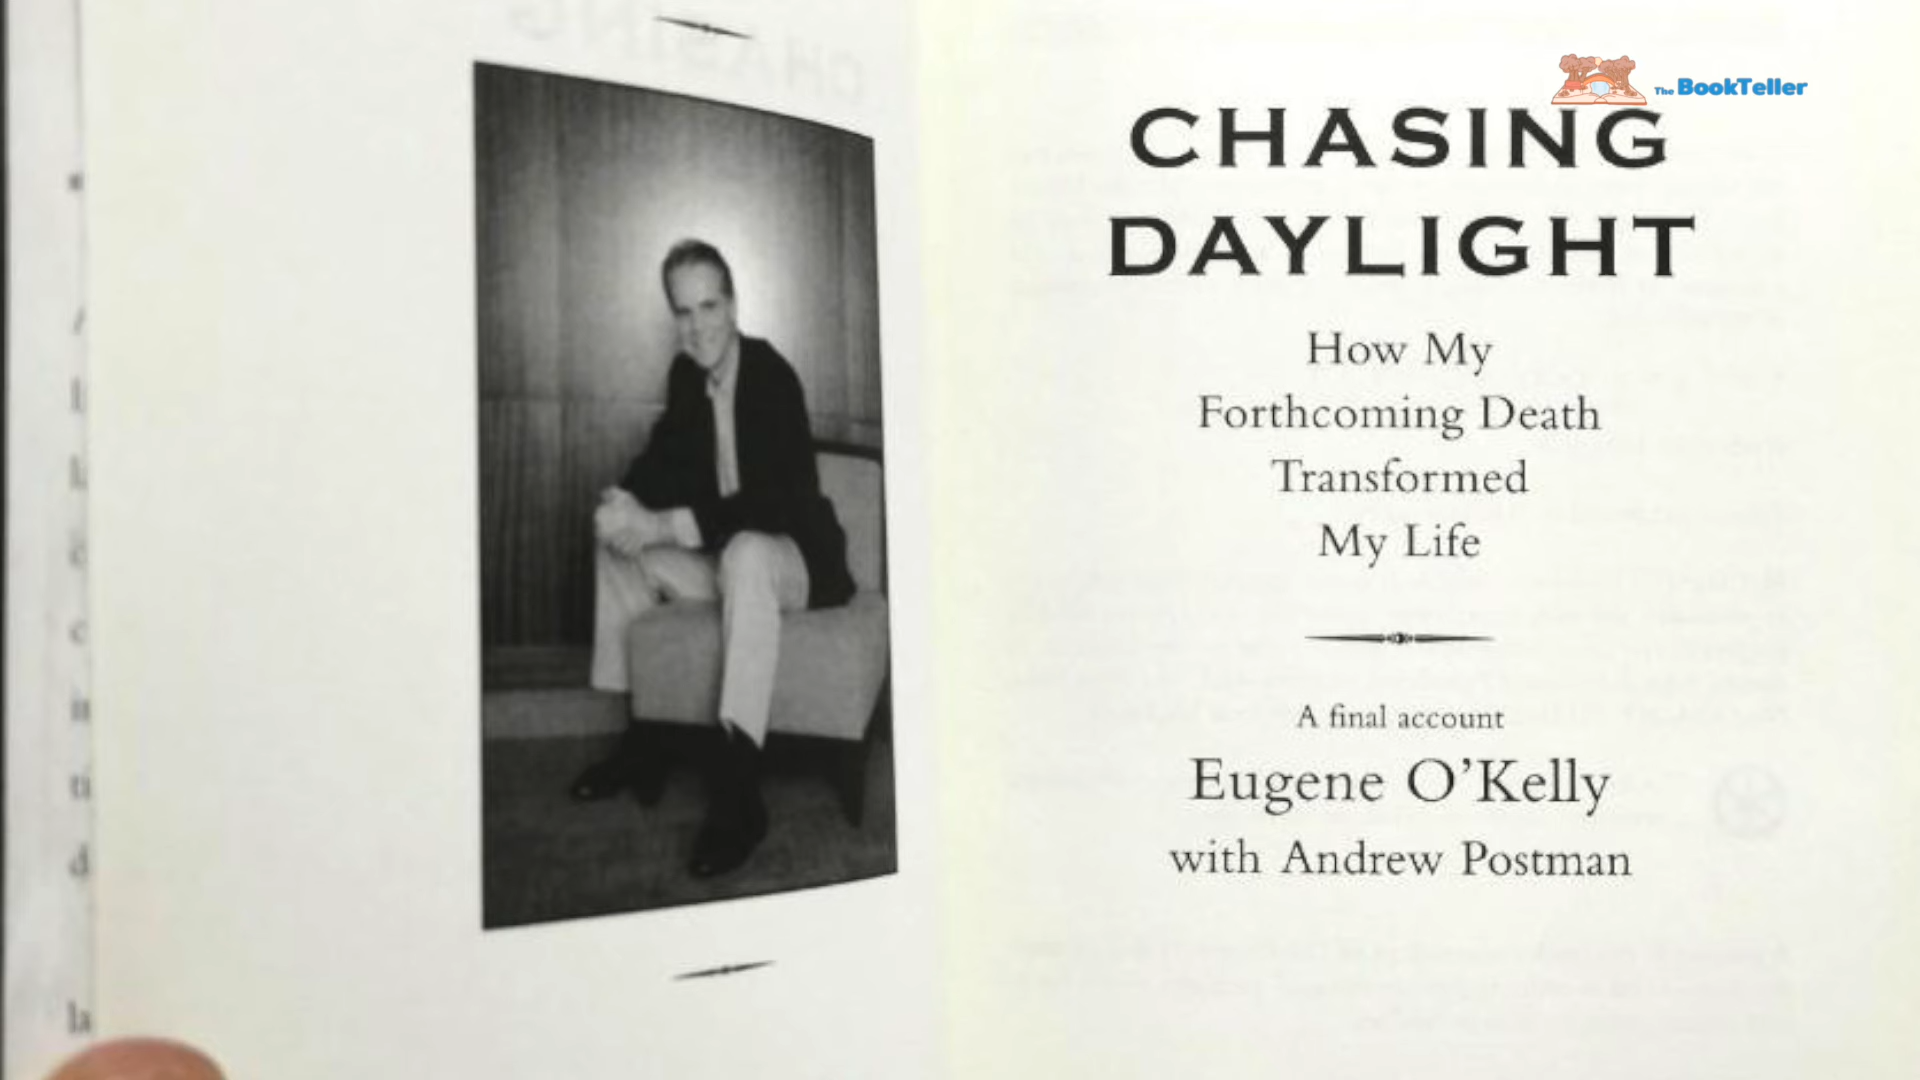 The BookTeller
CHASING
DAYLIGHT
How My
Forthcoming Death
Transformed
My Life
A final account
Eugene O'Kelly
with Andrew Postman